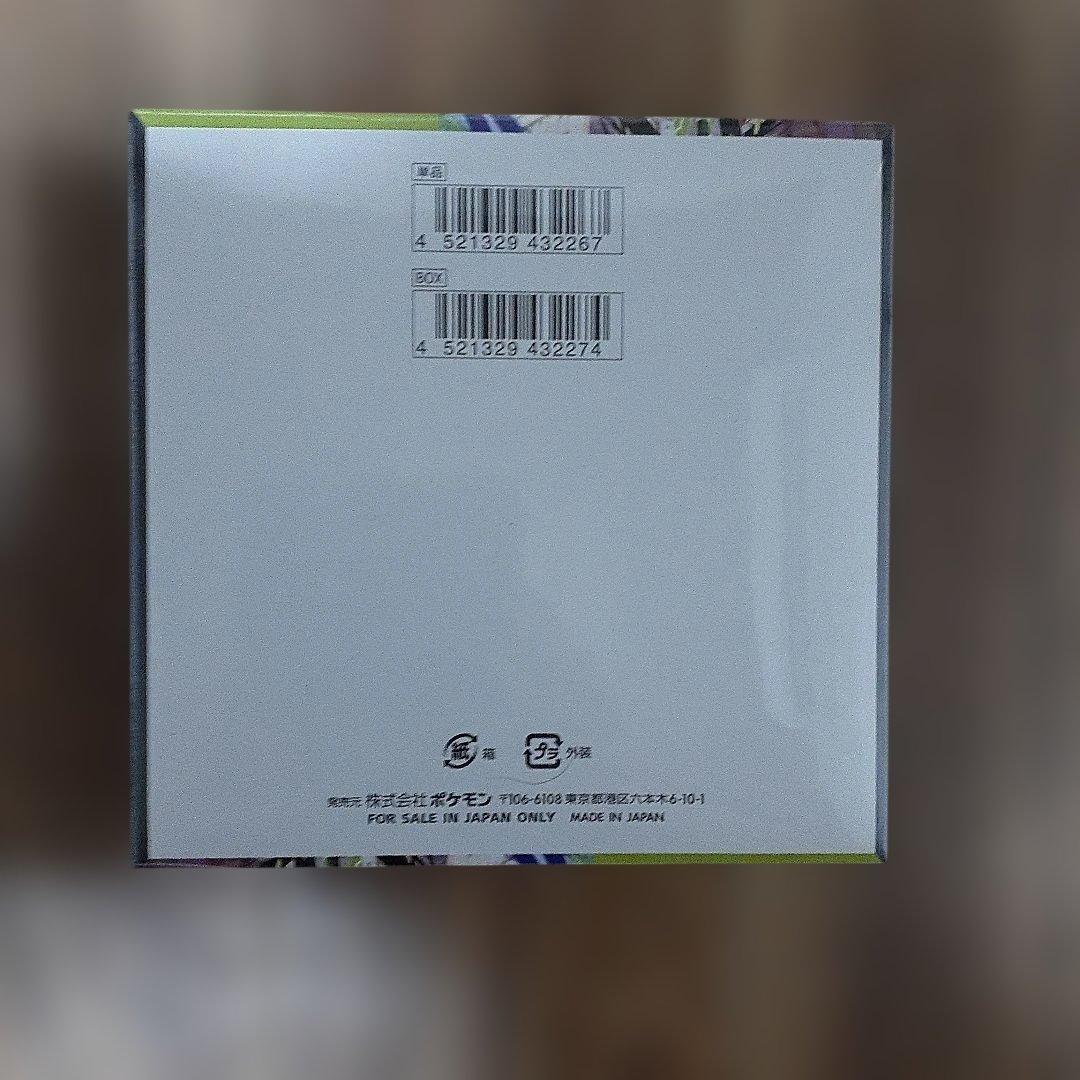 単品
4 521329 432267
BOX
4 521329 432274
紙 箱 プラ 外装
発売元 株式会社ポケモン 〒106-6108 東京都港区六本木6-10-1
FOR SALE IN JAPAN ONLY MADE IN JAPAN